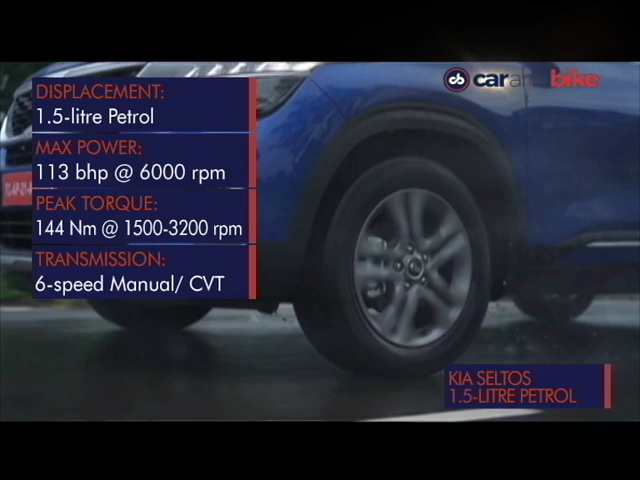 DISPLACEMENT:
1.5-litre Petrol
MAX POWER:
113 bhp @ 6000 rpm
PEAK TORQUE:
144 Nm @ 1500-3200 rpm
TRANSMISSION:
6-speed Manual/ CVT
cb carandbike
KIA SELTOS
1.5-LITRE PETROL